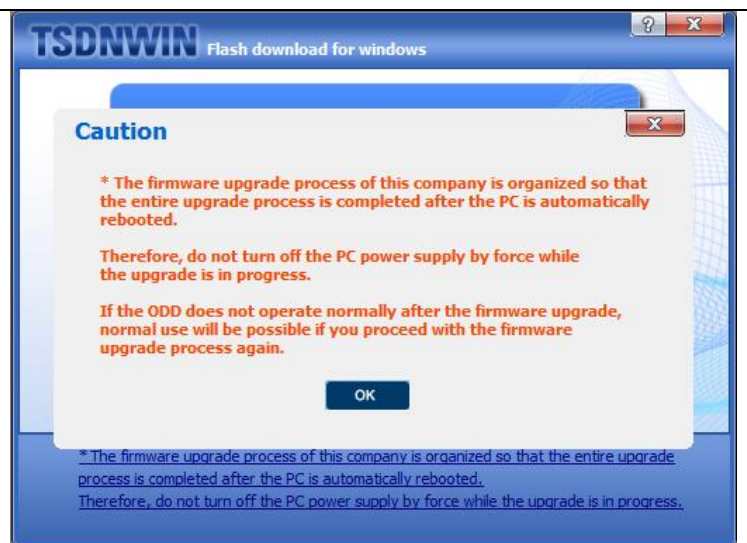 TSDNWIN Flash download for windows
? X
Caution
X
* The firmware upgrade process of this company is organized so that
the entire upgrade process is completed after the PC is automatically
rebooted.
Therefore, do not turn off the PC power supply by force while
the upgrade is in progress.
If the ODD does not operate normally after the firmware upgrade,
normal use will be possible if you proceed with the firmware
upgrade process again.
OK
* The firmware upgrade process of this company is organized so that the entire upgrade
process is completed after the PC is automatically rebooted.
Therefore, do not turn off the PC power supply by force while the upgrade is in progress.